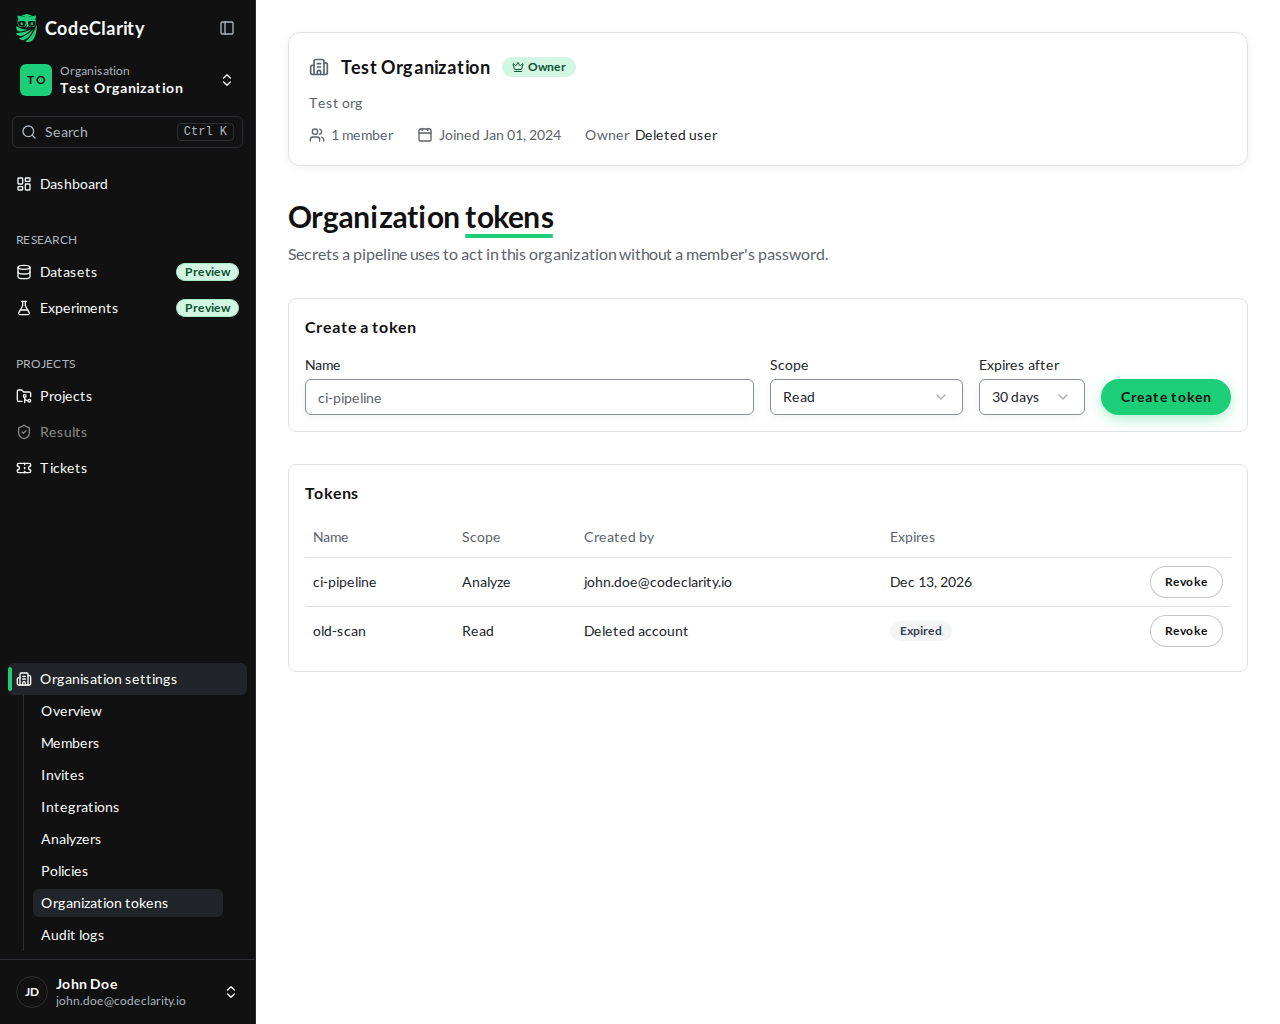 CodeClarity
TO
Organisation
Test Organization
Search
Ctrl K
Dashboard
RESEARCH
Datasets
Preview
Experiments
Preview
PROJECTS
Projects
Results
Tickets
Organisation settings
Overview
Members
Invites
Integrations
Analyzers
Policies
Organization tokens
Audit logs
JD
John Doe
john.doe@codeclarity.io
Test Organization
Owner
Test org
1 member
Joined Jan 01, 2024
Owner Deleted user
Organization tokens
Secrets a pipeline uses to act in this organization without a member's password.
Create a token
Name
Scope
Expires after
ci-pipeline
Read
30 days
Create token
Tokens
Name
Scope
Created by
Expires
ci-pipeline
Analyze
john.doe@codeclarity.io
Dec 13, 2026
Revoke
old-scan
Read
Deleted account
Expired
Revoke